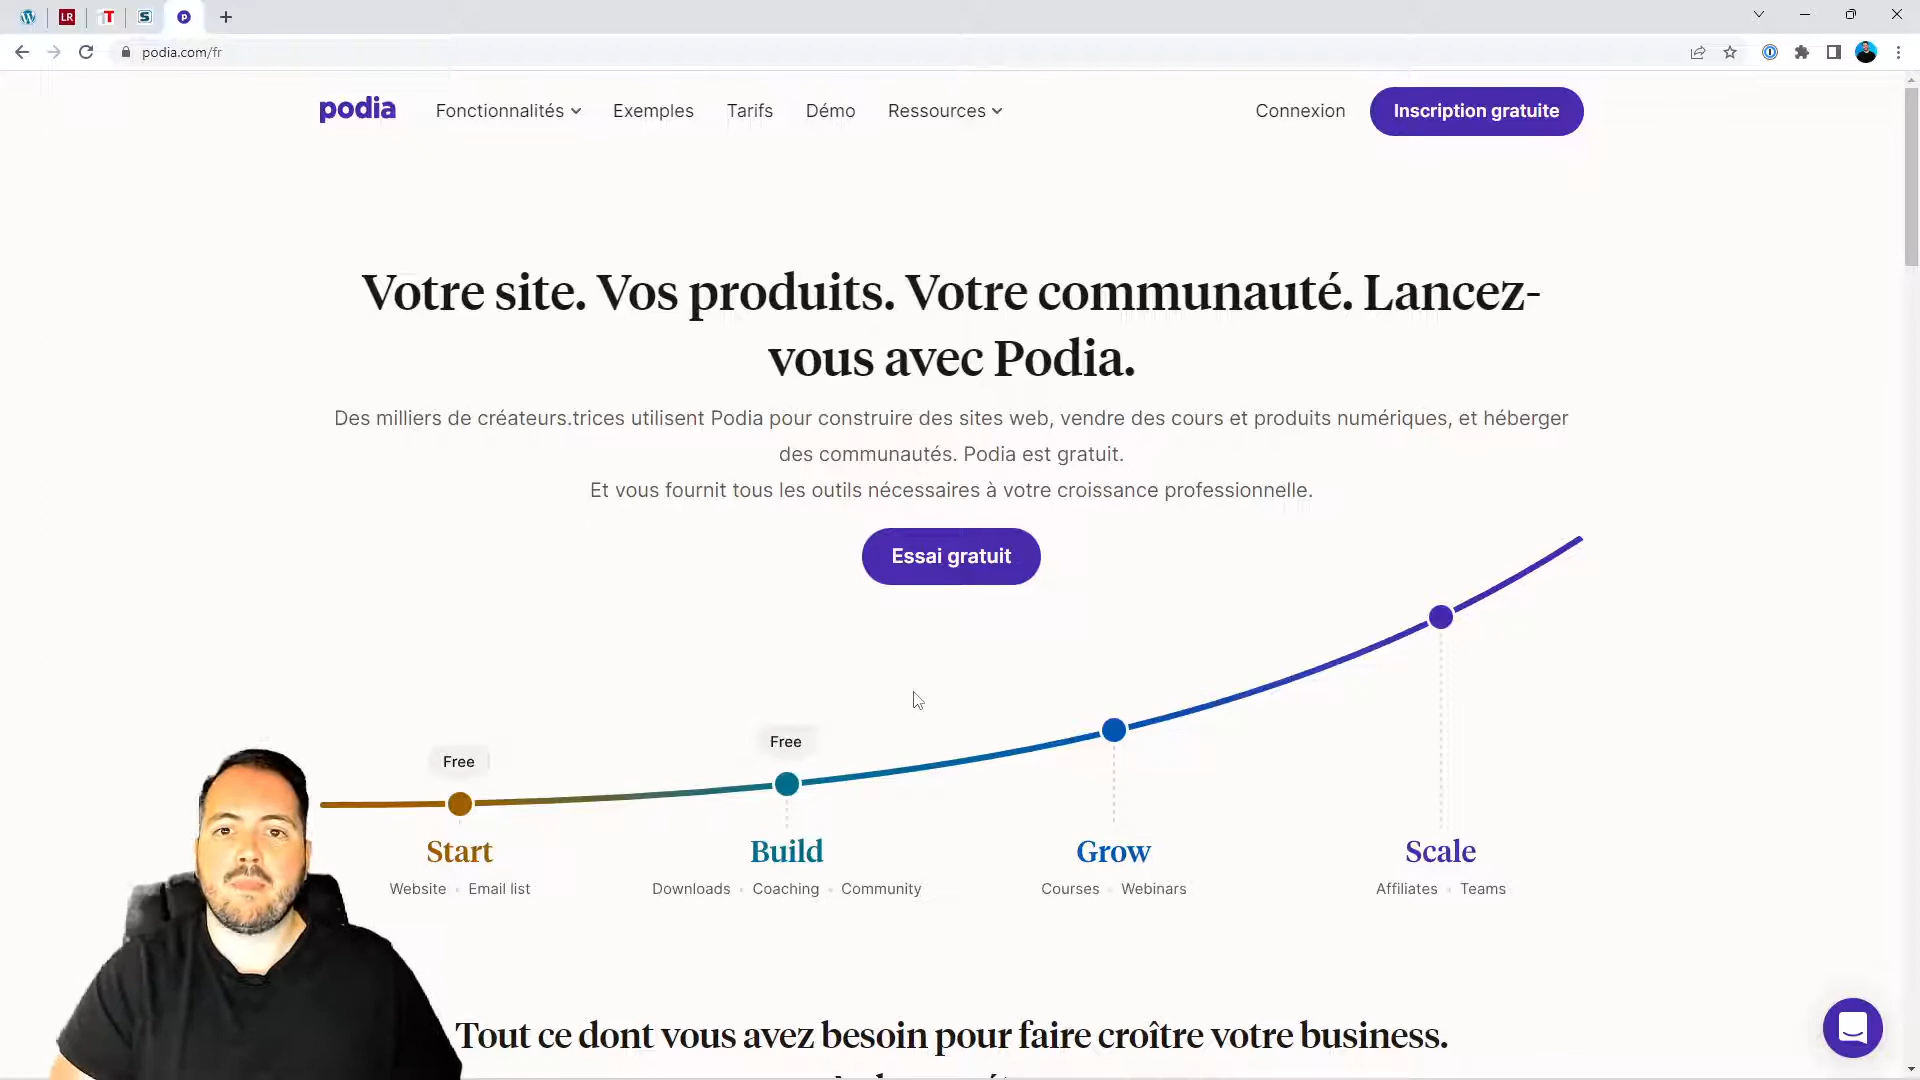 LR
T
S
p
podia.com/fr
podia
Fonctionnalités
Exemples
Tarifs
Démo
Ressources
Connexion
Inscription gratuite
Votre site. Vos produits. Votre communauté. Lancez-
vous avec Podia.
Des milliers de créateurs.trices utilisent Podia pour construire des sites web, vendre des cours et produits numériques, et héberger
des communautés. Podia est gratuit.
Et vous fournit tous les outils nécessaires à votre croissance professionnelle.
Essai gratuit
Free
Free
Start
Website
Email list
Build
Downloads
Coaching
Community
Grow
Courses
Webinars
Scale
Affiliates
Teams
Tout ce dont vous avez besoin pour faire croître votre business.